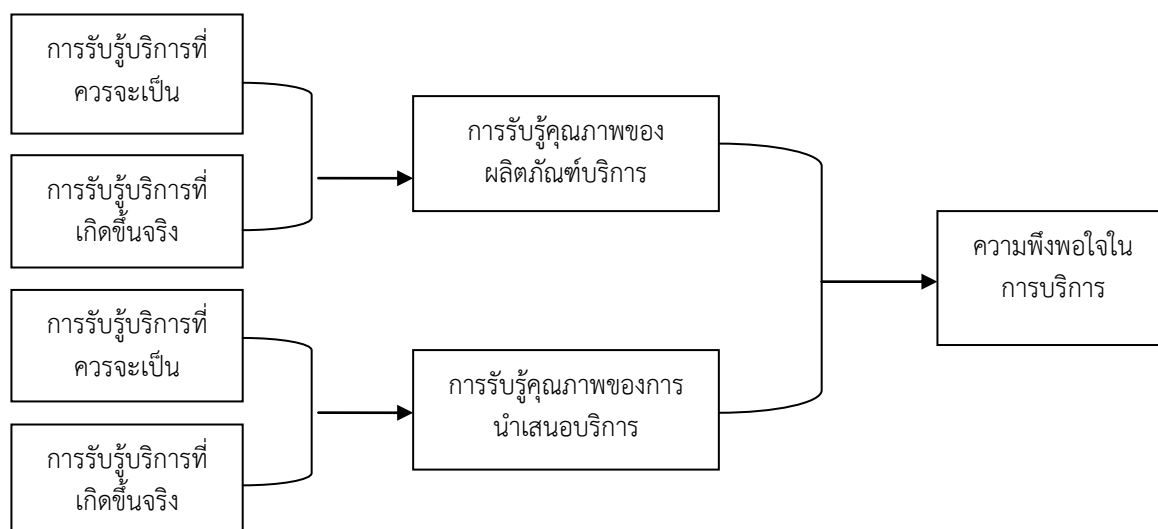 การรับรู้บริการที่
ควรจะเป็น
การรับรู้บริการที่
เกิดขึ้นจริง
การรับรู้คุณภาพของ
ผลิตภัณฑ์บริการ
การรับรู้บริการที่
ควรจะเป็น
การรับรู้บริการที่
เกิดขึ้นจริง
การรับรู้คุณภาพของการ
นำเสนอบริการ
ความพึงพอใจใน
การบริการ